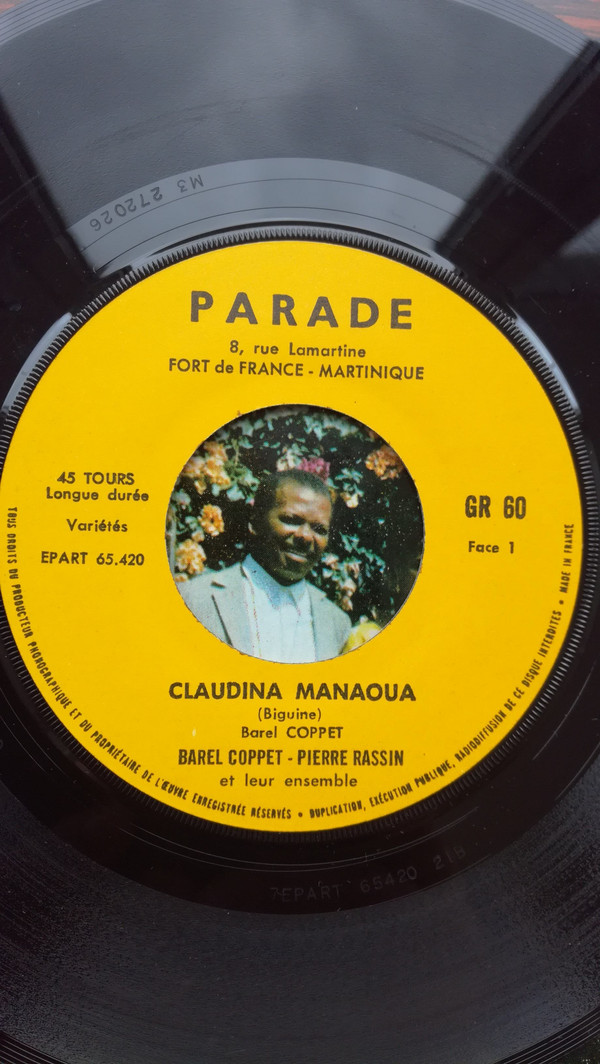 M3 272026
PARADE
8, rue Lamartine
FORT de FRANCE - MARTINIQUE
45 TOURS
Longue durée
Variétés
EPART 65.420
GR 60
Face 1
CLAUDINA MANAOUA
(Biguine)
Barel COPPET
BAREL COPPET - PIERRE RASSIN
et leur ensemble
TOUS DROITS DU PRODUCTEUR PHONOGRAPHIQUE ET DU PROPRIÉTAIRE DE L'ŒUVRE ENREGISTRÉE RÉSERVÉS • DUPLICATION, EXÉCUTION PUBLIQUE, RADIODIFFUSION DE CE DISQUE INTERDITES • MADE IN FRANCE
7EPART 65420 21B